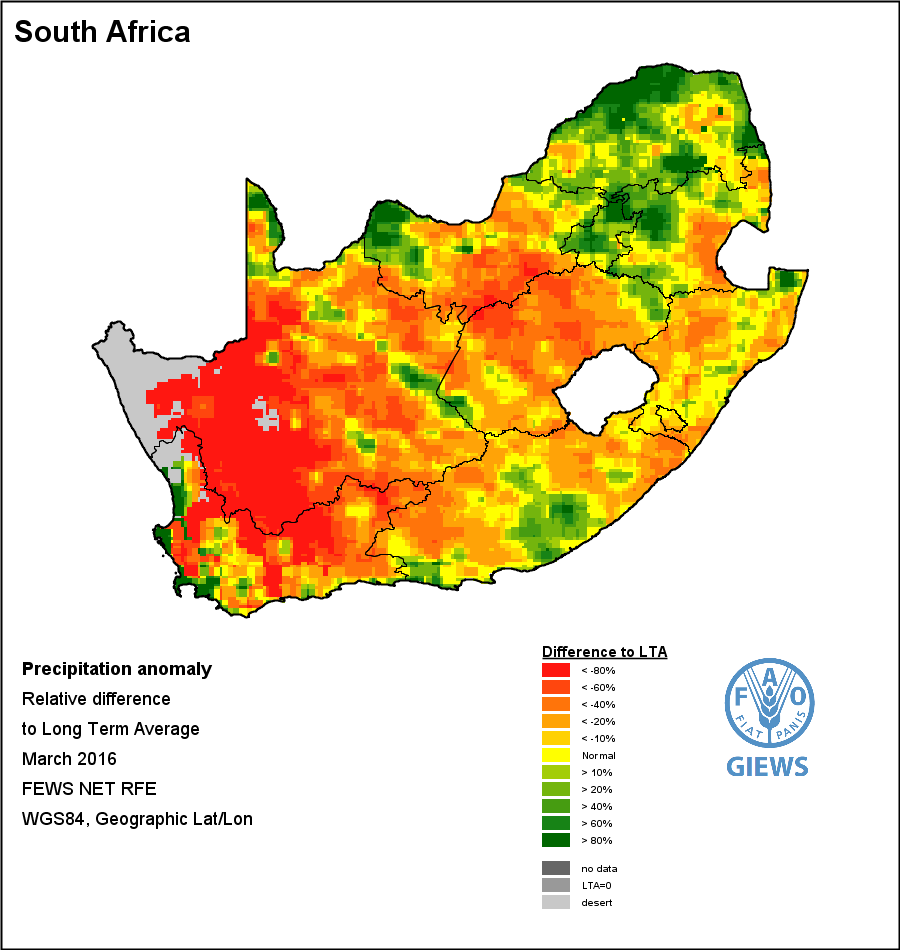 South Africa
Precipitation anomaly
Relative difference
to Long Term Average
March 2016
FEWS NET RFE
WGS84, Geographic Lat/Lon
Difference to LTA
< -80%
< -60%
< -40%
< -20%
< -10%
Normal
> 10%
> 20%
> 40%
> 60%
> 80%
no data
LTA=0
desert
F A O
FIAT PANIS
GIEWS